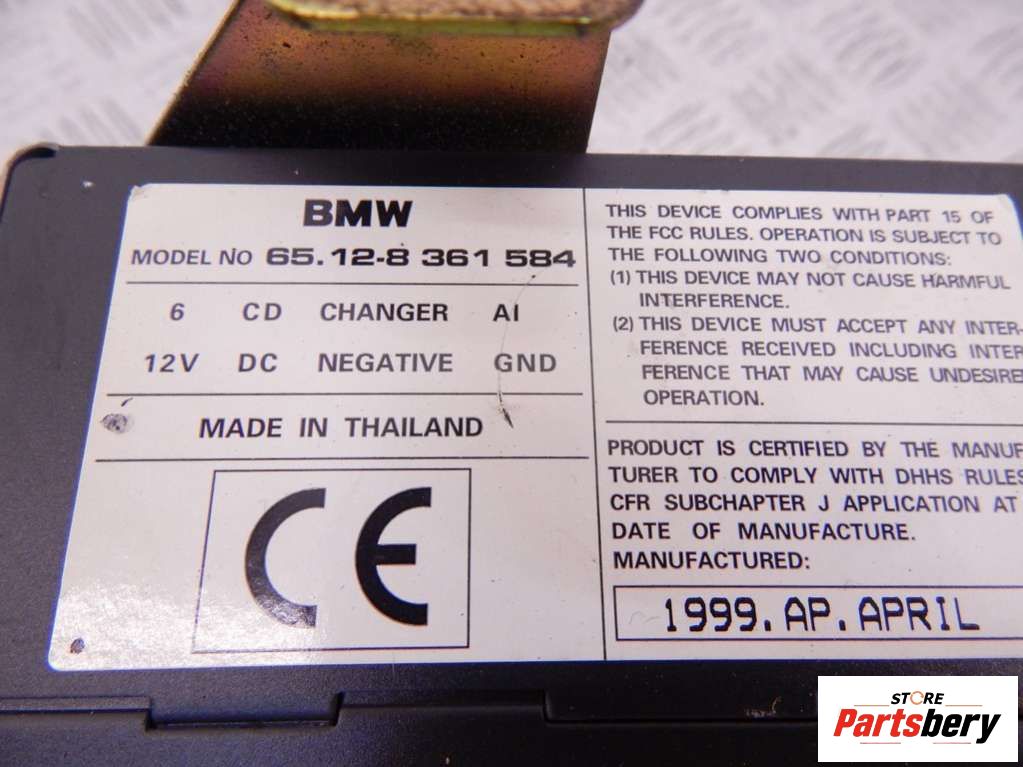 BMW
MODEL NO 65.12-8 361 584
6 CD CHANGER AI
12V DC NEGATIVE GND
MADE IN THAILAND
CE
THIS DEVICE COMPLIES WITH PART 15 OF
THE FCC RULES. OPERATION IS SUBJECT TO
THE FOLLOWING TWO CONDITIONS:
(1) THIS DEVICE MAY NOT CAUSE HARMFUL
INTERFERENCE.
(2) THIS DEVICE MUST ACCEPT ANY INTER-
FERENCE RECEIVED INCLUDING INTER
FERENCE THAT MAY CAUSE UNDESIRE
OPERATION.
PRODUCT IS CERTIFIED BY THE MANUF
TURER TO COMPLY WITH DHHS RULES
CFR SUBCHAPTER J APPLICATION AT
DATE OF MANUFACTURE.
MANUFACTURED:
1999.AP.APRIL
STORE
Partsbery